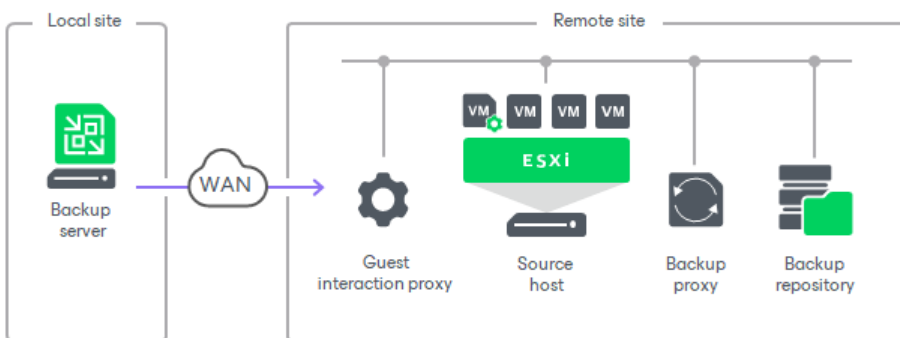 Local site
Remote site
VM VM VM VM
ESXi
WAN
Backup
server
Guest
interaction proxy
Source
host
Backup
proxy
Backup
repository